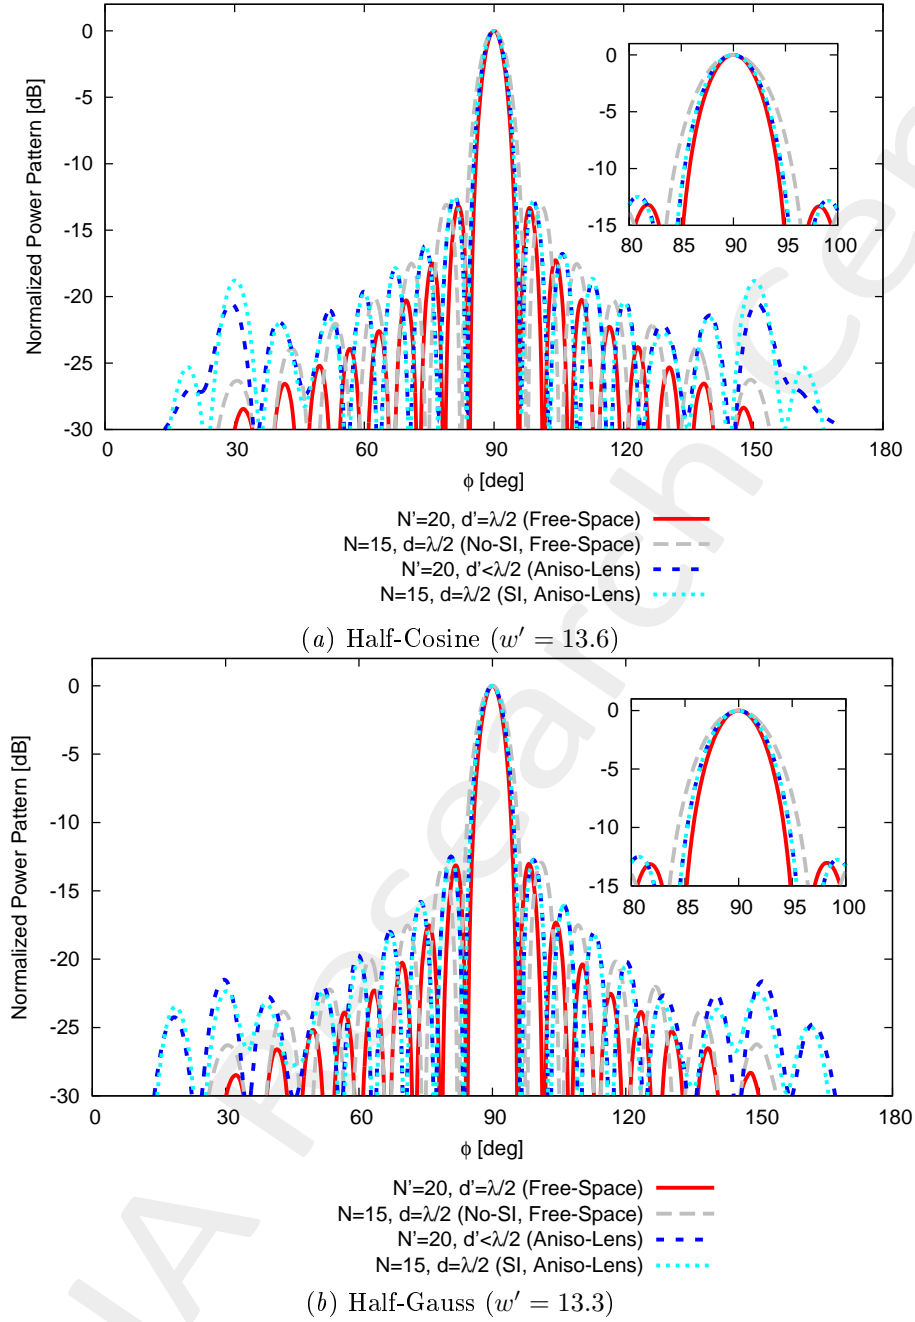 0
-5
-10
-15
-20
-25
-30
0 30 60 90 120 150 180
Normalized Power Pattern [dB]
ϕ [deg]
0
-5
-10
-15
80 85 90 95 100
N'=20, d'=λ/2 (Free-Space)
N=15, d=λ/2 (No-SI, Free-Space)
N'=20, d'<λ/2 (Aniso-Lens)
N=15, d=λ/2 (SI, Aniso-Lens)
(a) Half-Cosine (w′ = 13.6)
0
-5
-10
-15
-20
-25
-30
0 30 60 90 120 150 180
Normalized Power Pattern [dB]
ϕ [deg]
0
-5
-10
-15
80 85 90 95 100
N'=20, d'=λ/2 (Free-Space)
N=15, d=λ/2 (No-SI, Free-Space)
N'=20, d'<λ/2 (Aniso-Lens)
N=15, d=λ/2 (SI, Aniso-Lens)
(b) Half-Gauss (w′ = 13.3)